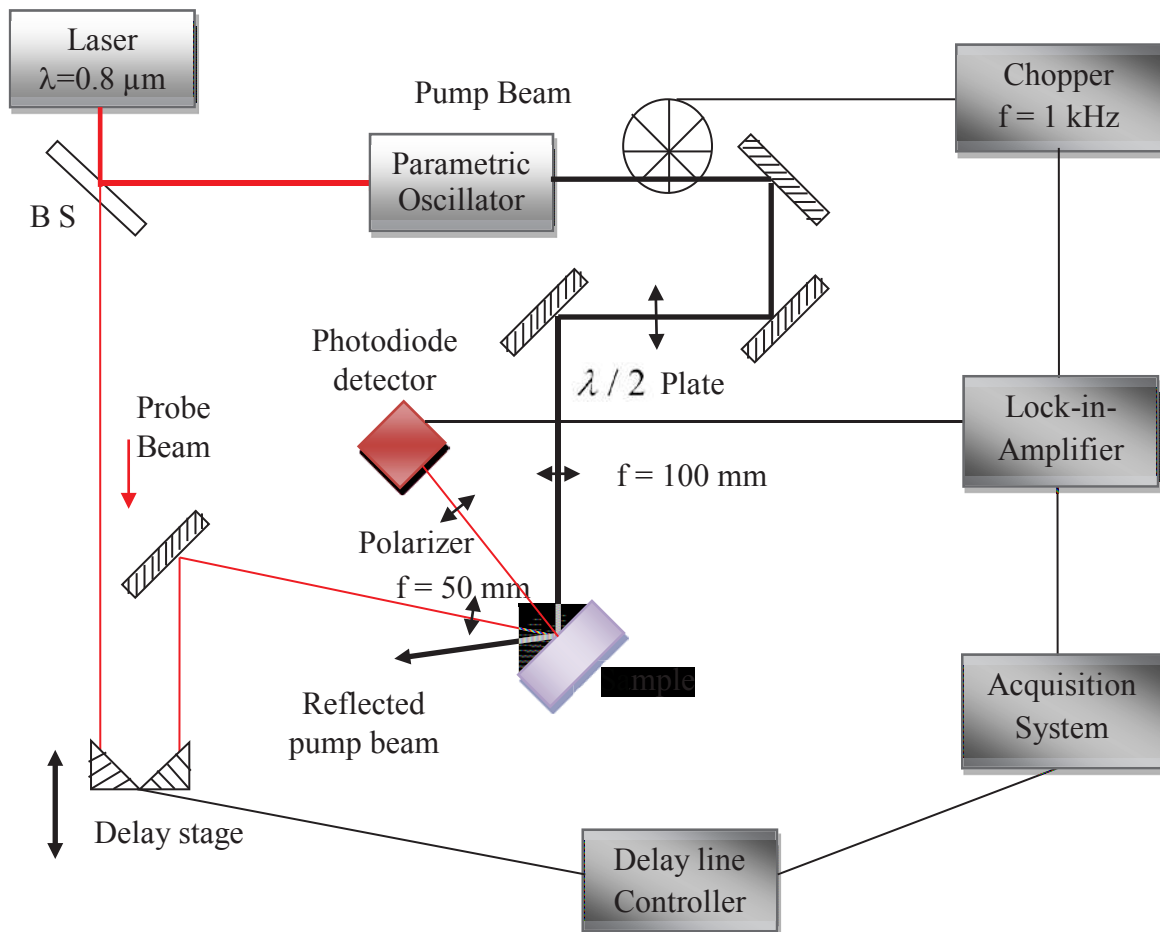 Laser
λ=0.8 µm
Pump Beam
Chopper
f = 1 kHz
Parametric
Oscillator
B S
Photodiode
detector
λ / 2 Plate
Probe
Beam
Lock-in-
Amplifier
f = 100 mm
Polarizer
f = 50 mm
Sample
Reflected
pump beam
Acquisition
System
Delay stage
Delay line
Controller